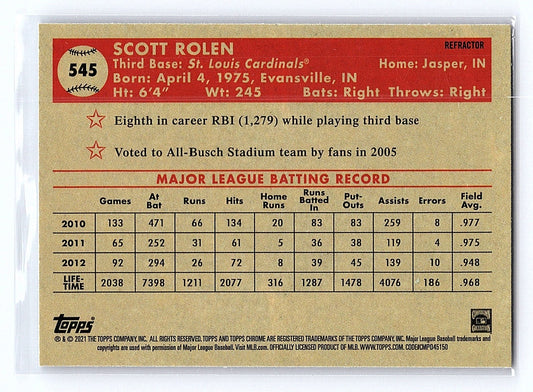 545
SCOTT ROLEN
REFRACTOR
Third Base: St. Louis Cardinals® Home: Jasper, IN
Born: April 4, 1975, Evansville, IN
Ht: 6'4" Wt: 245 Bats: Right Throws: Right
Eighth in career RBI (1,279) while playing third base
Voted to All-Busch Stadium team by fans in 2005
MAJOR LEAGUE BATTING RECORD
Games At Bat Runs Hits Home Runs Runs Batted In Put-Outs Assists Errors Field Avg.
2010 133 471 66 134 20 83 83 259 8 .977
2011 65 252 31 61 5 36 38 119 4 .975
2012 92 294 26 72 8 39 45 139 10 .948
LIFE-TIME 2038 7398 1211 2077 316 1287 1478 4076 186 .968
Topps
® & © 2021 THE TOPPS COMPANY, INC. ALL RIGHTS RESERVED. TOPPS AND TOPPS CHROME ARE REGISTERED TRADEMARKS OF THE TOPPS COMPANY, INC. Major League Baseball trademarks and
copyrights are used with permission of Major League Baseball. Visit MLB.com. OFFICIALLY LICENSED PRODUCT OF MLB. WWW.TOPPS.COM. CODE#CMP045150